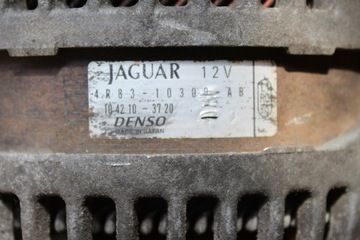 JAGUAR 12V
4R83-10300 AB
104210-3720
DENSO
MADE IN JAPAN